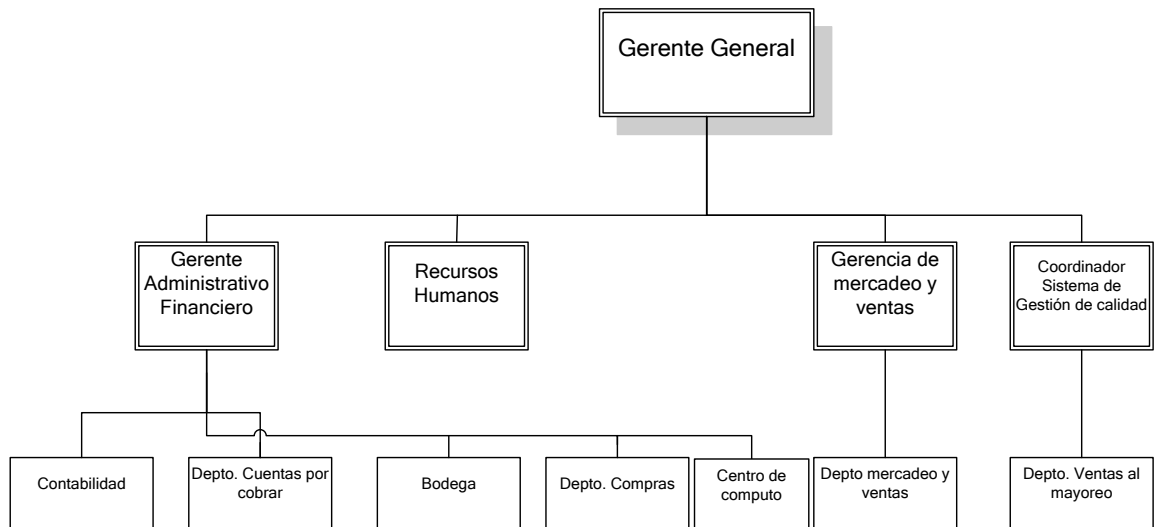 Gerente General
Gerente
Administrativo
Financiero
Recursos
Humanos
Gerencia de
mercadeo y
ventas
Coordinador
Sistema de
Gestión de calidad
Contabilidad
Depto. Cuentas por
cobrar
Bodega
Depto. Compras
Centro de
computo
Depto mercadeo y
ventas
Depto. Ventas al
mayoreo